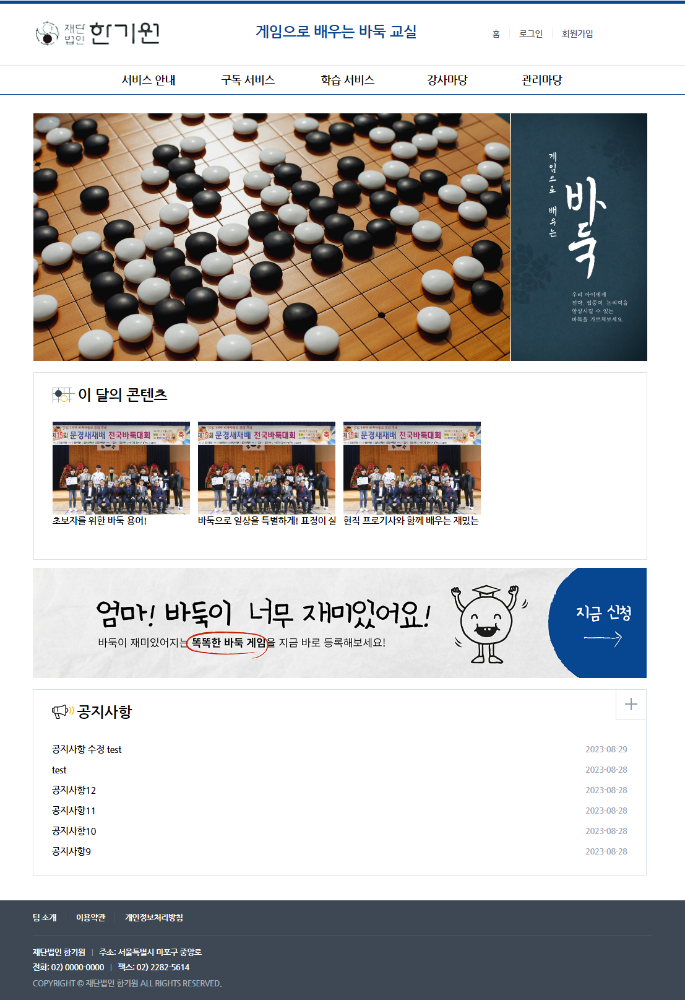 재단
법인 한기원
게임으로 배우는 바둑 교실
홈 로그인 회원가입
서비스 안내 구독 서비스 학습 서비스 강사마당 관리마당
게임으로 배우는
바둑
우리 아이에게
전략, 집중력, 논리력을
향상시킬 수 있는
바둑을 가르쳐보세요.
이 달의 콘텐츠
제15회 문경새재배 전국바둑대회 축
제15회 문경새재배 전국바둑대회 축
제15회 문경새재배 전국바둑대회 축
초보자를 위한 바둑 용어!
바둑으로 일상을 특별하게! 표정이 실
현직 프로기사와 함께 배우는 재밌는
엄마! 바둑이 너무 재미있어요!
바둑이 재미있어지는 똑똑한 바둑 게임을 지금 바로 등록해보세요!
지금 신청
공지사항
공지사항 수정 test 2023-08-29
test 2023-08-28
공지사항12 2023-08-28
공지사항11 2023-08-28
공지사항10 2023-08-28
공지사항9 2023-08-28
팀 소개 이용약관 개인정보처리방침
재단법인 한기원 | 주소: 서울특별시 마포구 중앙로
전화: 02) 0000-0000 | 팩스: 02) 2282-5614
COPYRIGHT © 재단법인 한기원 ALL RIGHTS RESERVED.